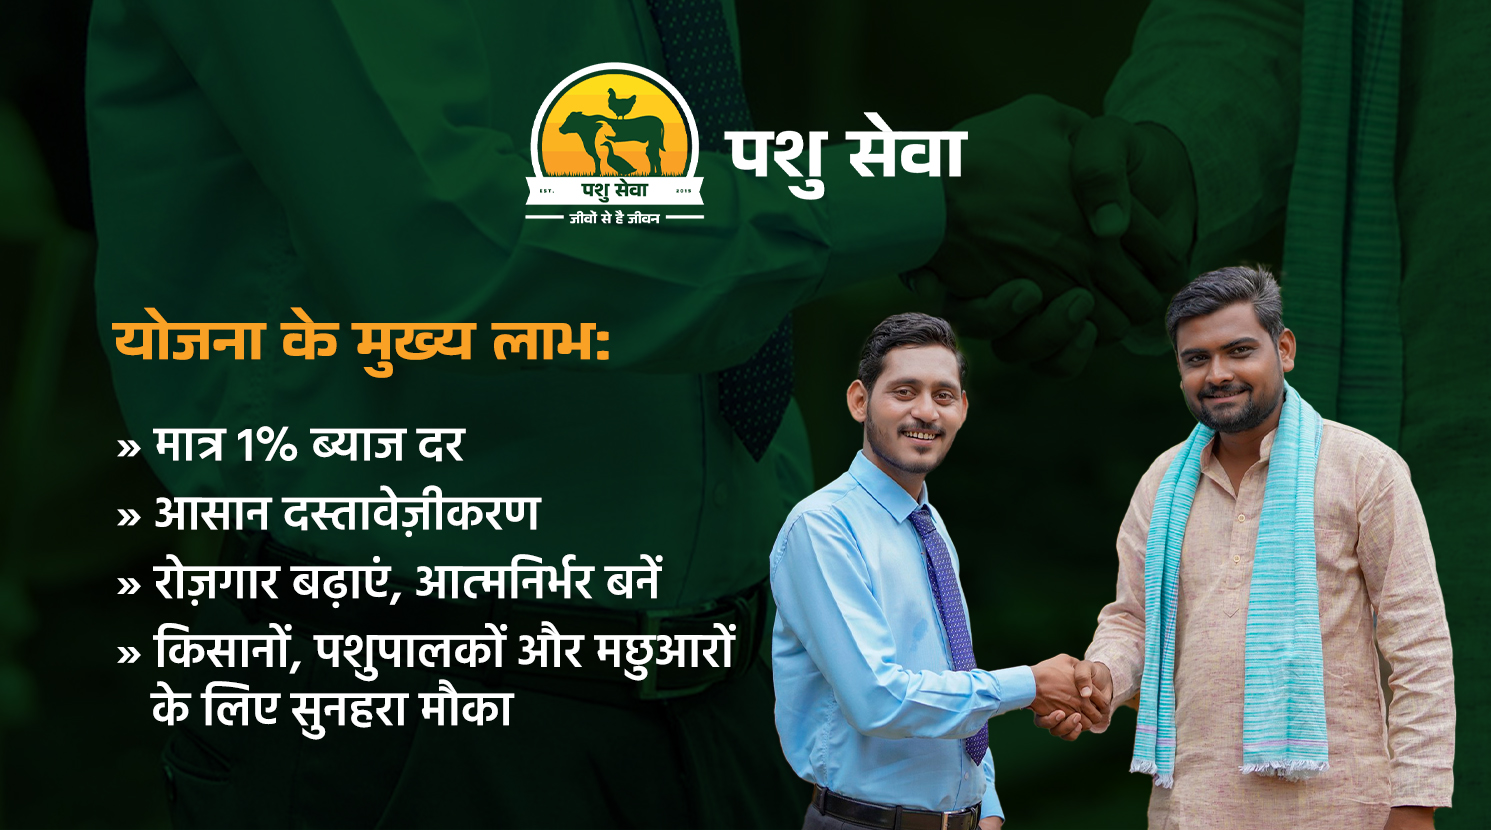 पशु सेवा
EST. पशु सेवा 2019
जीवों से है जीवन
योजना के मुख्य लाभ:
» मात्र 1% ब्याज दर
» आसान दस्तावेज़ीकरण
» रोज़गार बढ़ाएं, आत्मनिर्भर बनें
» किसानों, पशुपालकों और मछुआरों
के लिए सुनहरा मौका